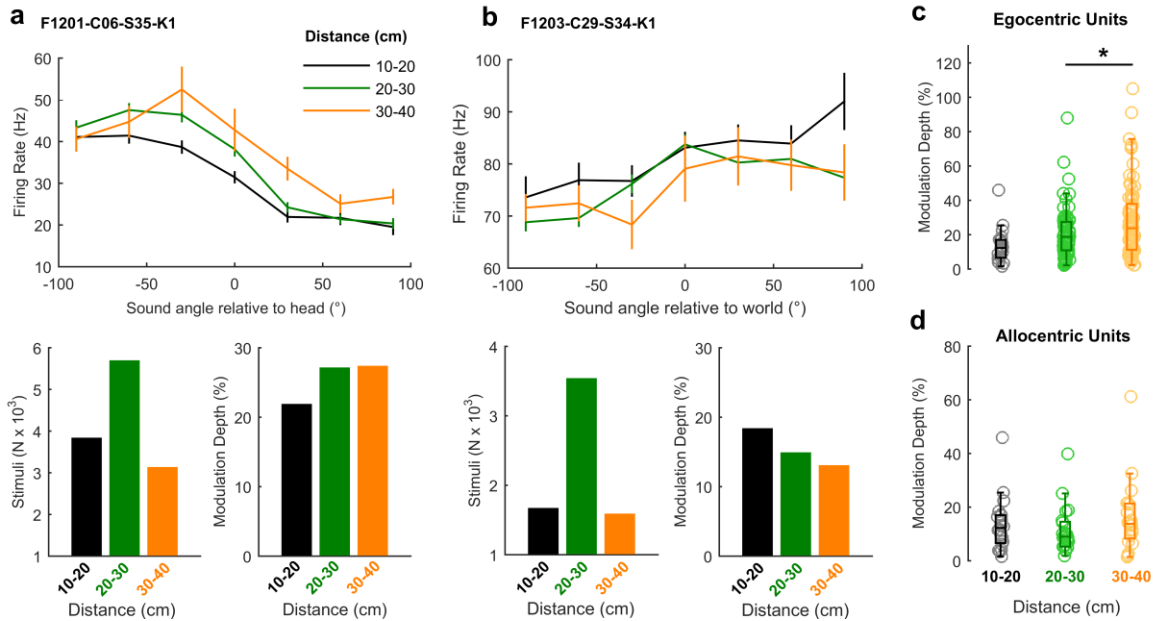 a
F1201-C06-S35-K1
Distance (cm)
10-20
20-30
30-40
Firing Rate (Hz)
60
50
40
30
20
10
-100
-50
0
50
100
Sound angle relative to head (°)
b
F1203-C29-S34-K1
Firing Rate (Hz)
100
90
80
70
60
-100
-50
0
50
100
Sound angle relative to world (°)
c
Egocentric Units
*
Modulation Depth (%)
120
100
80
60
40
20
0
Stimuli (N x 10³)
6
5
4
3
2
1
10-20
20-30
30-40
Distance (cm)
Modulation Depth (%)
30
20
10
0
10-20
20-30
30-40
Distance (cm)
Stimuli (N x 10³)
4
3
2
1
10-20
20-30
30-40
Distance (cm)
Modulation Depth (%)
30
20
10
0
10-20
20-30
30-40
Distance (cm)
d
Allocentric Units
Modulation Depth (%)
80
60
40
20
0
10-20
20-30
30-40
Distance (cm)